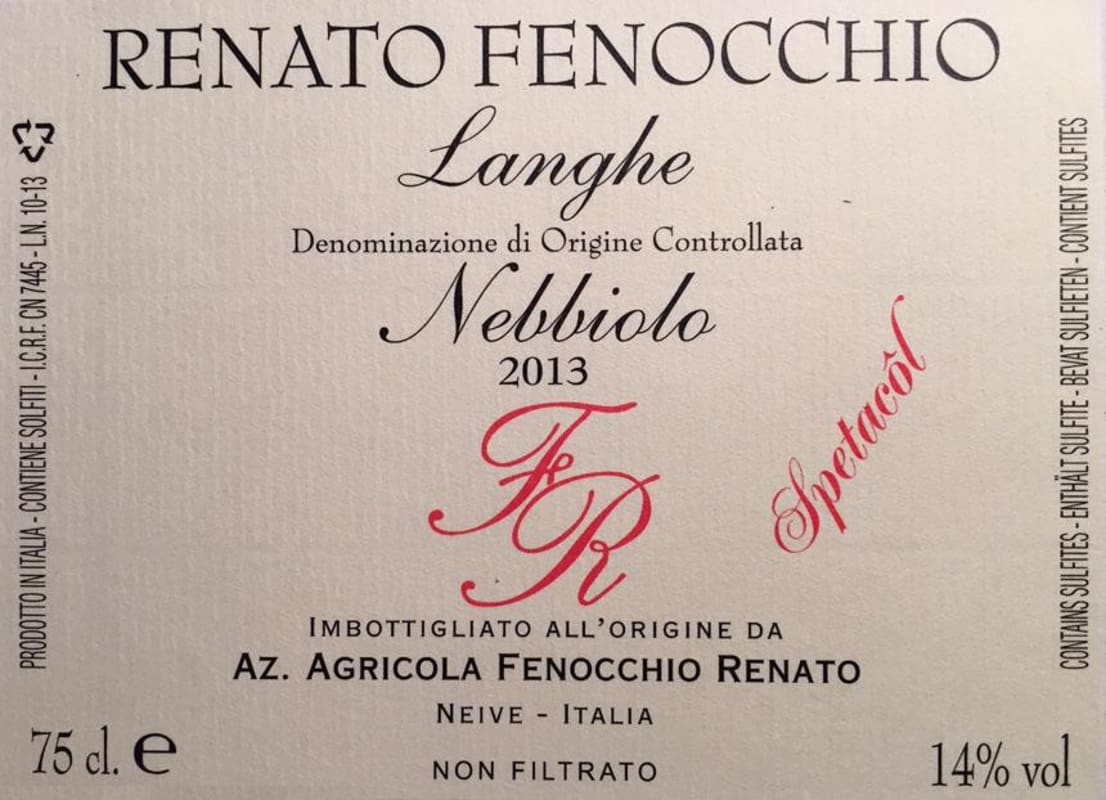 RENATO FENOCCHIO
Langhe
Denominazione di Origine Controllata
Nebbiolo
2013
FR
Spetacôl
IMBOTTIGLIATO ALL'ORIGINE DA
AZ. AGRICOLA FENOCCHIO RENATO
NEIVE - ITALIA
NON FILTRATO
75 cl. e
14% vol
PRODOTTO IN ITALIA - CONTIENE SOLFITI - I.C.R.F. CN 7445 - L.N. 10-13
CONTAINS SULFITES - ENTHÄLT SULFITE - BEVAT SULFIETEN - CONTIENT SULFITES